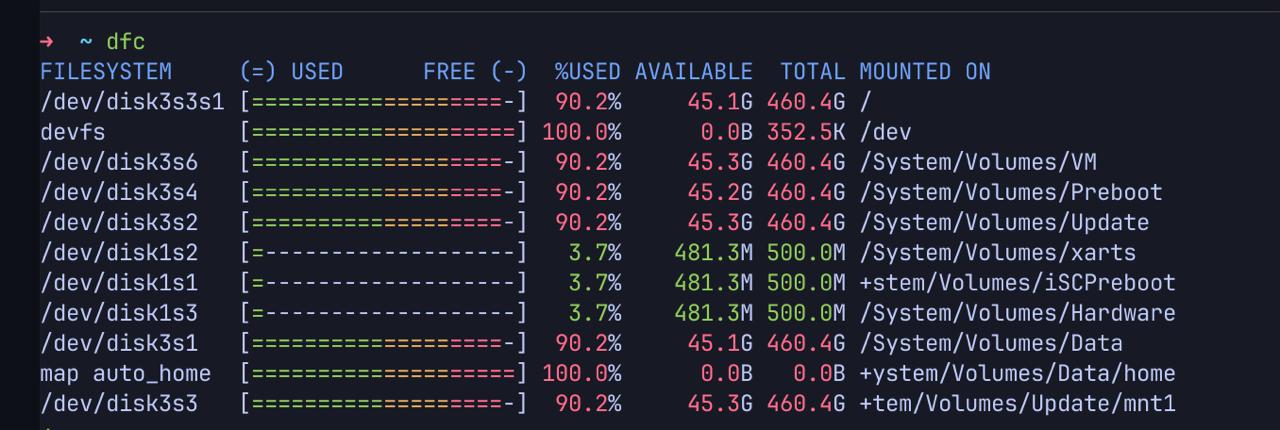 ➜  ~ dfc
FILESYSTEM     (=) USED      FREE (-)  %USED AVAILABLE  TOTAL MOUNTED ON
/dev/disk3s3s1 [===================-]  90.2%     45.1G 460.4G /
devfs          [====================] 100.0%      0.0B 352.5K /dev
/dev/disk3s6   [===================-]  90.2%     45.3G 460.4G /System/Volumes/VM
/dev/disk3s4   [===================-]  90.2%     45.2G 460.4G /System/Volumes/Preboot
/dev/disk3s2   [===================-]  90.2%     45.3G 460.4G /System/Volumes/Update
/dev/disk1s2   [=-------------------]   3.7%    481.3M 500.0M /System/Volumes/xarts
/dev/disk1s1   [=-------------------]   3.7%    481.3M 500.0M +stem/Volumes/iSCPreboot
/dev/disk1s3   [=-------------------]   3.7%    481.3M 500.0M /System/Volumes/Hardware
/dev/disk3s1   [===================-]  90.2%     45.1G 460.4G /System/Volumes/Data
map auto_home  [====================] 100.0%      0.0B   0.0B +ystem/Volumes/Data/home
/dev/disk3s3   [===================-]  90.2%     45.3G 460.4G +tem/Volumes/Update/mnt1